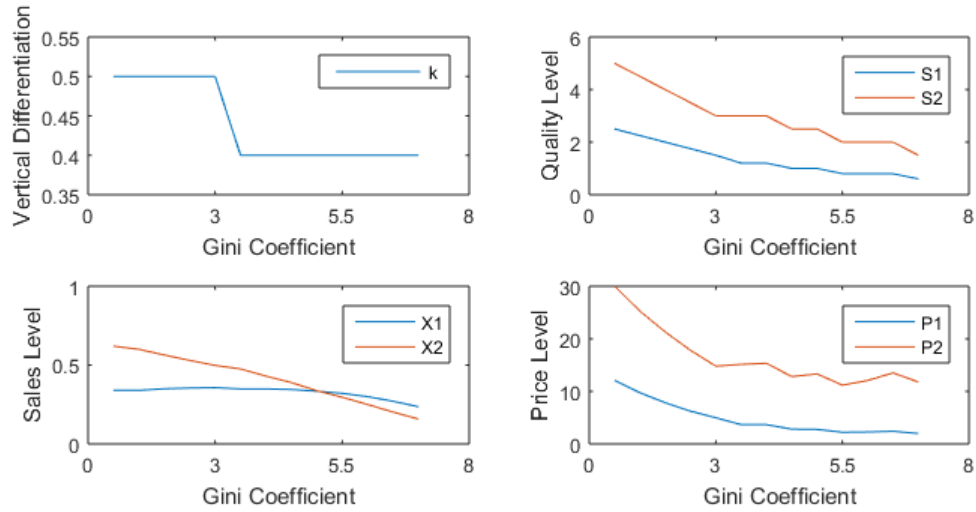 Vertical Differentiation
0.55
0.5
0.45
0.4
0.35
0
3
5.5
8
Gini Coefficient
k
Quality Level
6
4
2
0
0
3
5.5
8
Gini Coefficient
S1
S2
Sales Level
1
0.5
0
0
3
5.5
8
Gini Coefficient
X1
X2
Price Level
30
20
10
0
0
3
5.5
8
Gini Coefficient
P1
P2